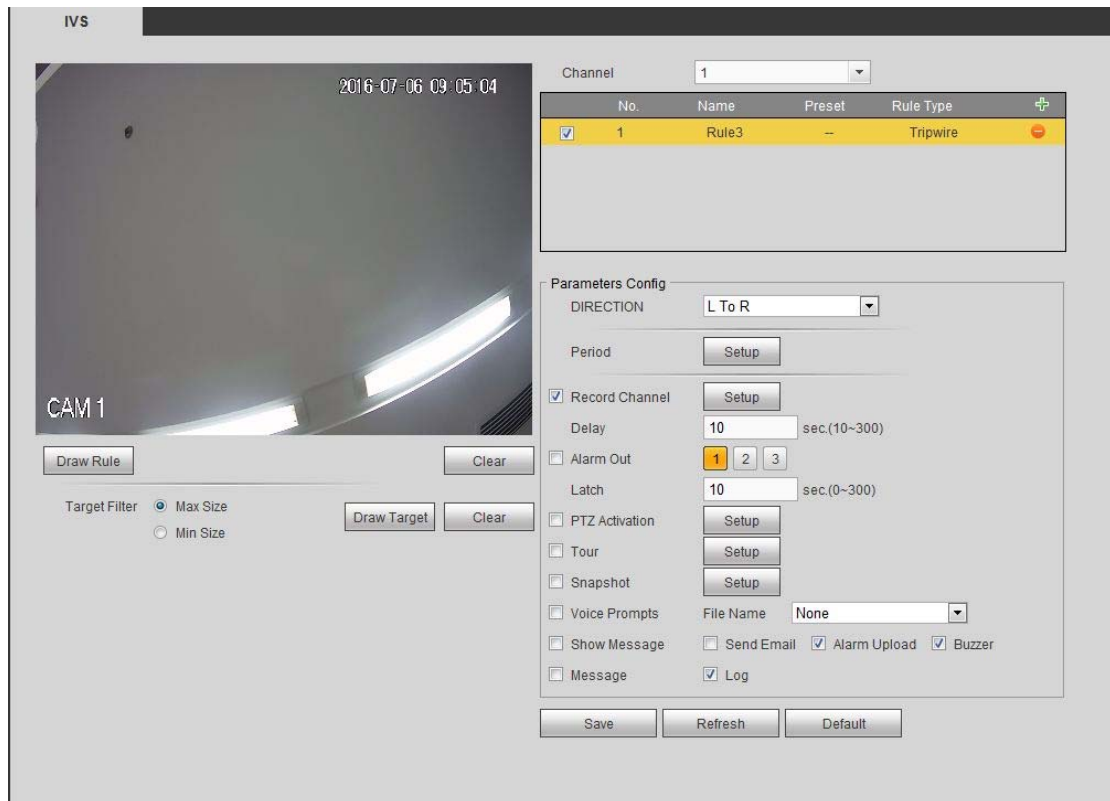 IVS
2016-07-06 09:05:04
CAM 1
Draw Rule
Clear
Target Filter
Max Size
Min Size
Draw Target
Clear
Channel 1
No. Name Preset Rule Type
1 Rule3 -- Tripwire
Parameters Config
DIRECTION L To R
Period Setup
Record Channel Setup
Delay 10 sec.(10~300)
Alarm Out 1 2 3
Latch 10 sec.(0~300)
PTZ Activation Setup
Tour Setup
Snapshot Setup
Voice Prompts File Name None
Show Message Send Email Alarm Upload Buzzer
Message Log
Save Refresh Default